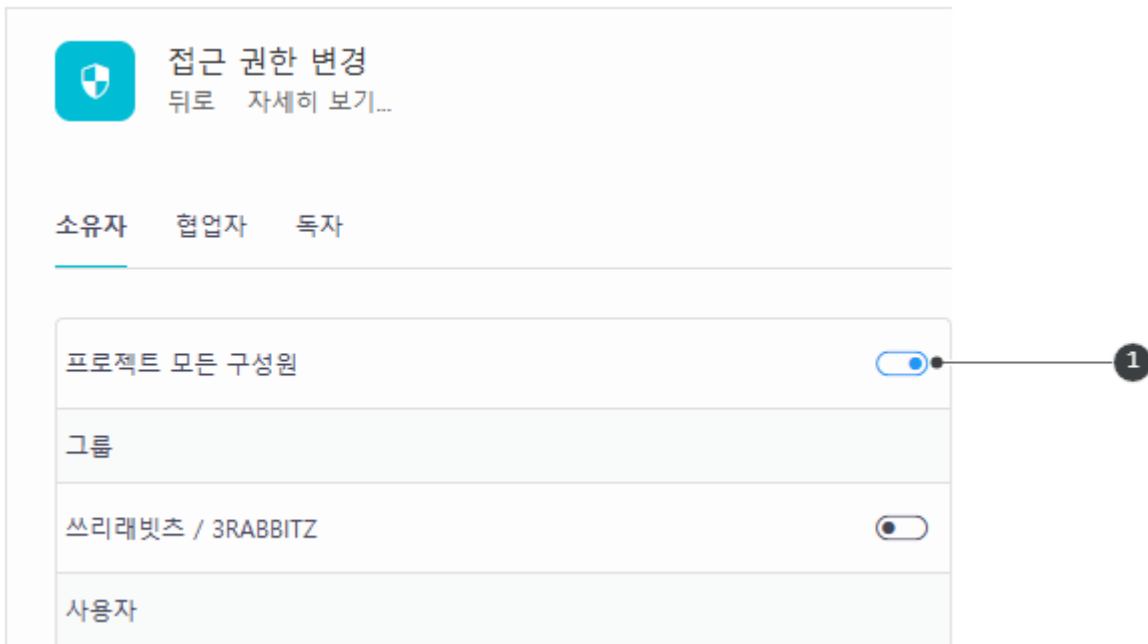 접근 권한 변경
뒤로 자세히 보기...
소유자 협업자 독자
프로젝트 모든 구성원
1
그룹
쓰리래빗츠 / 3RABBITZ
사용자